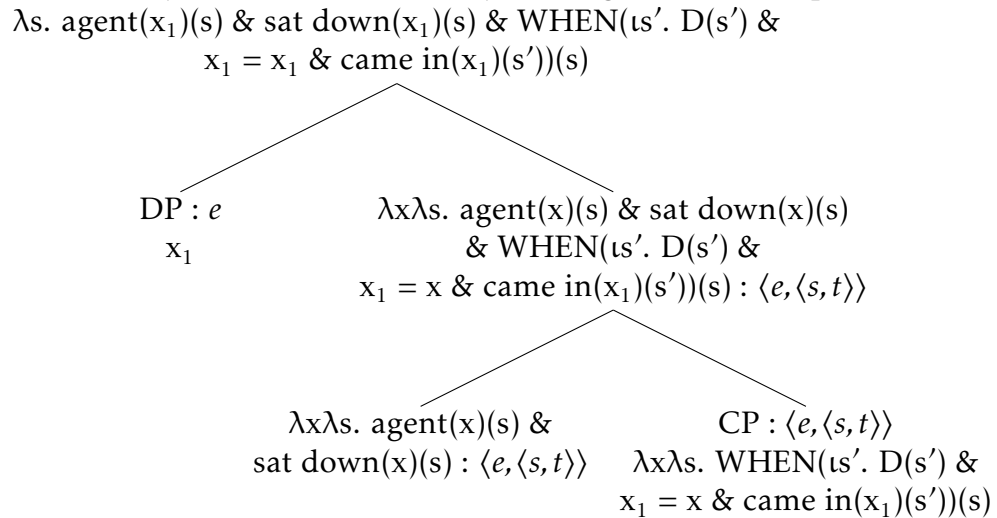 λs. agent(x₁)(s) & sat down(x₁)(s) & WHEN(ιs′. D(s′) &
x₁ = x₁ & came in(x₁)(s′))(s)
DP : e
x₁
λxλs. agent(x)(s) & sat down(x)(s)
& WHEN(ιs′. D(s′) &
x₁ = x & came in(x₁)(s′))(s) : ⟨e,⟨s,t⟩⟩
λxλs. agent(x)(s) &
sat down(x)(s) : ⟨e,⟨s,t⟩⟩
CP : ⟨e,⟨s,t⟩⟩
λxλs. WHEN(ιs′. D(s′) &
x₁ = x & came in(x₁)(s′))(s)